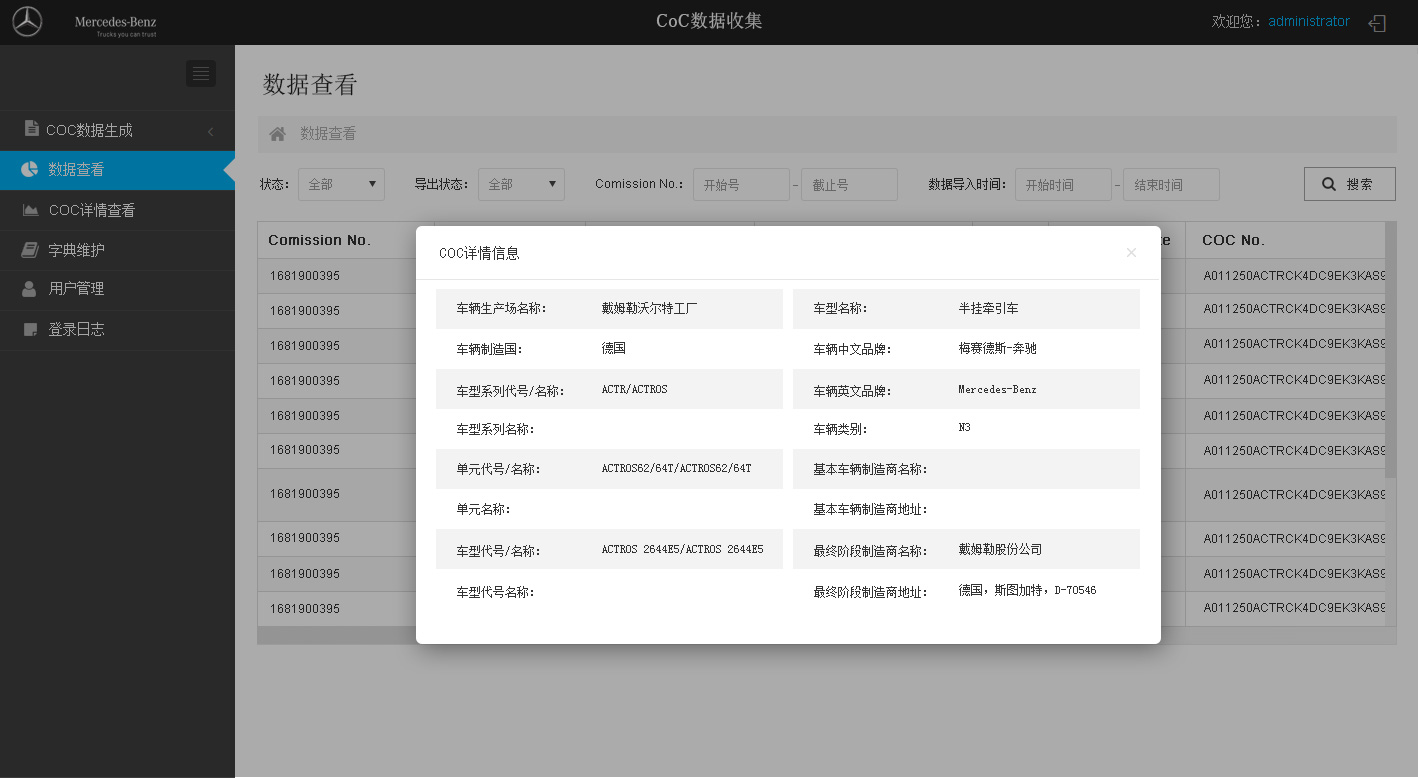 Mercedes-Benz
Trucks you can trust
CoC数据收集
欢迎您：administrator
COC数据生成
数据查看
COC详情查看
字典维护
用户管理
登录日志
数据查看
数据查看
状态： 全部 导出状态： 全部 Comission No.： 开始号 - 截止号 数据导入时间： 开始时间 - 结束时间 搜索
Comission No. COC No.
1681900395 A011250ACTRCK4DC9EK3KAS9
1681900395 A011250ACTRCK4DC9EK3KAS9
1681900395 A011250ACTRCK4DC9EK3KAS9
1681900395 A011250ACTRCK4DC9EK3KAS9
1681900395 A011250ACTRCK4DC9EK3KAS9
1681900395 A011250ACTRCK4DC9EK3KAS9
1681900395 A011250ACTRCK4DC9EK3KAS9
1681900395 A011250ACTRCK4DC9EK3KAS9
1681900395 A011250ACTRCK4DC9EK3KAS9
1681900395 A011250ACTRCK4DC9EK3KAS9
COC详情信息
车辆生产场名称： 戴姆勒沃尔特工厂 车型名称： 半挂牵引车
车辆制造国： 德国 车辆中文品牌： 梅赛德斯-奔驰
车型系列代号/名称： ACTR/ACTROS 车辆英文品牌： Mercedes-Benz
车型系列名称： 车辆类别： N3
单元代号/名称： ACTROS62/64T/ACTROS62/64T 基本车辆制造商名称：
单元名称： 基本车辆制造商地址：
车型代号/名称： ACTROS 2644E5/ACTROS 2644E5 最终阶段制造商名称： 戴姆勒股份公司
车型代号名称： 最终阶段制造商地址： 德国，斯图加特，D-70546